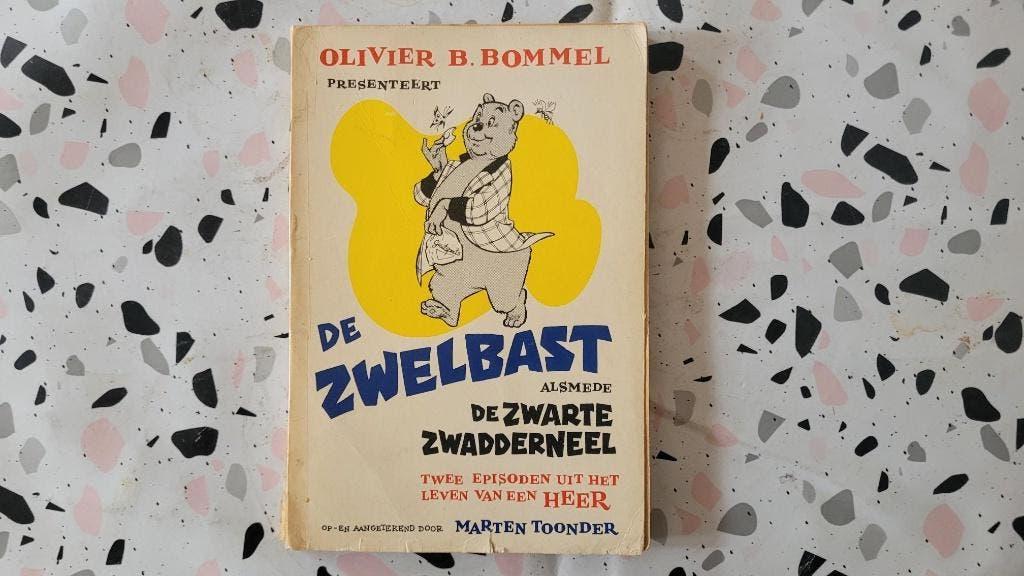 OLIVIER B. BOMMEL
PRESENTEERT
DE
ZWELBAST
ALSMEDE
DE ZWARTE
ZWADDERNEEL
TWEE EPISODEN UIT HET
LEVEN VAN EEN HEER
OP- EN AANGETEREND DOOR MARTEN TOONDER